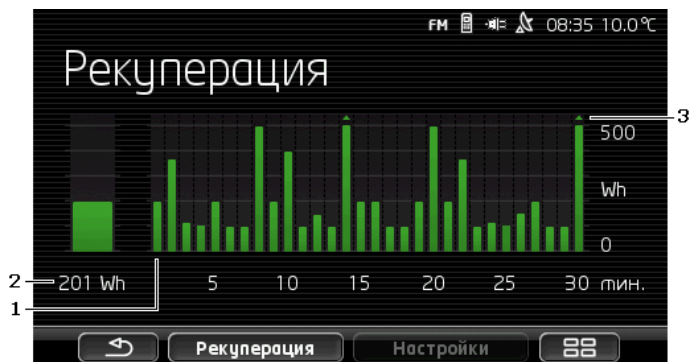 FM 08:35 10.0°C
Рекуперация
3
500
Wh
0
2 201 Wh 5 10 15 20 25 30 мин.
1
Рекуперация Настройки